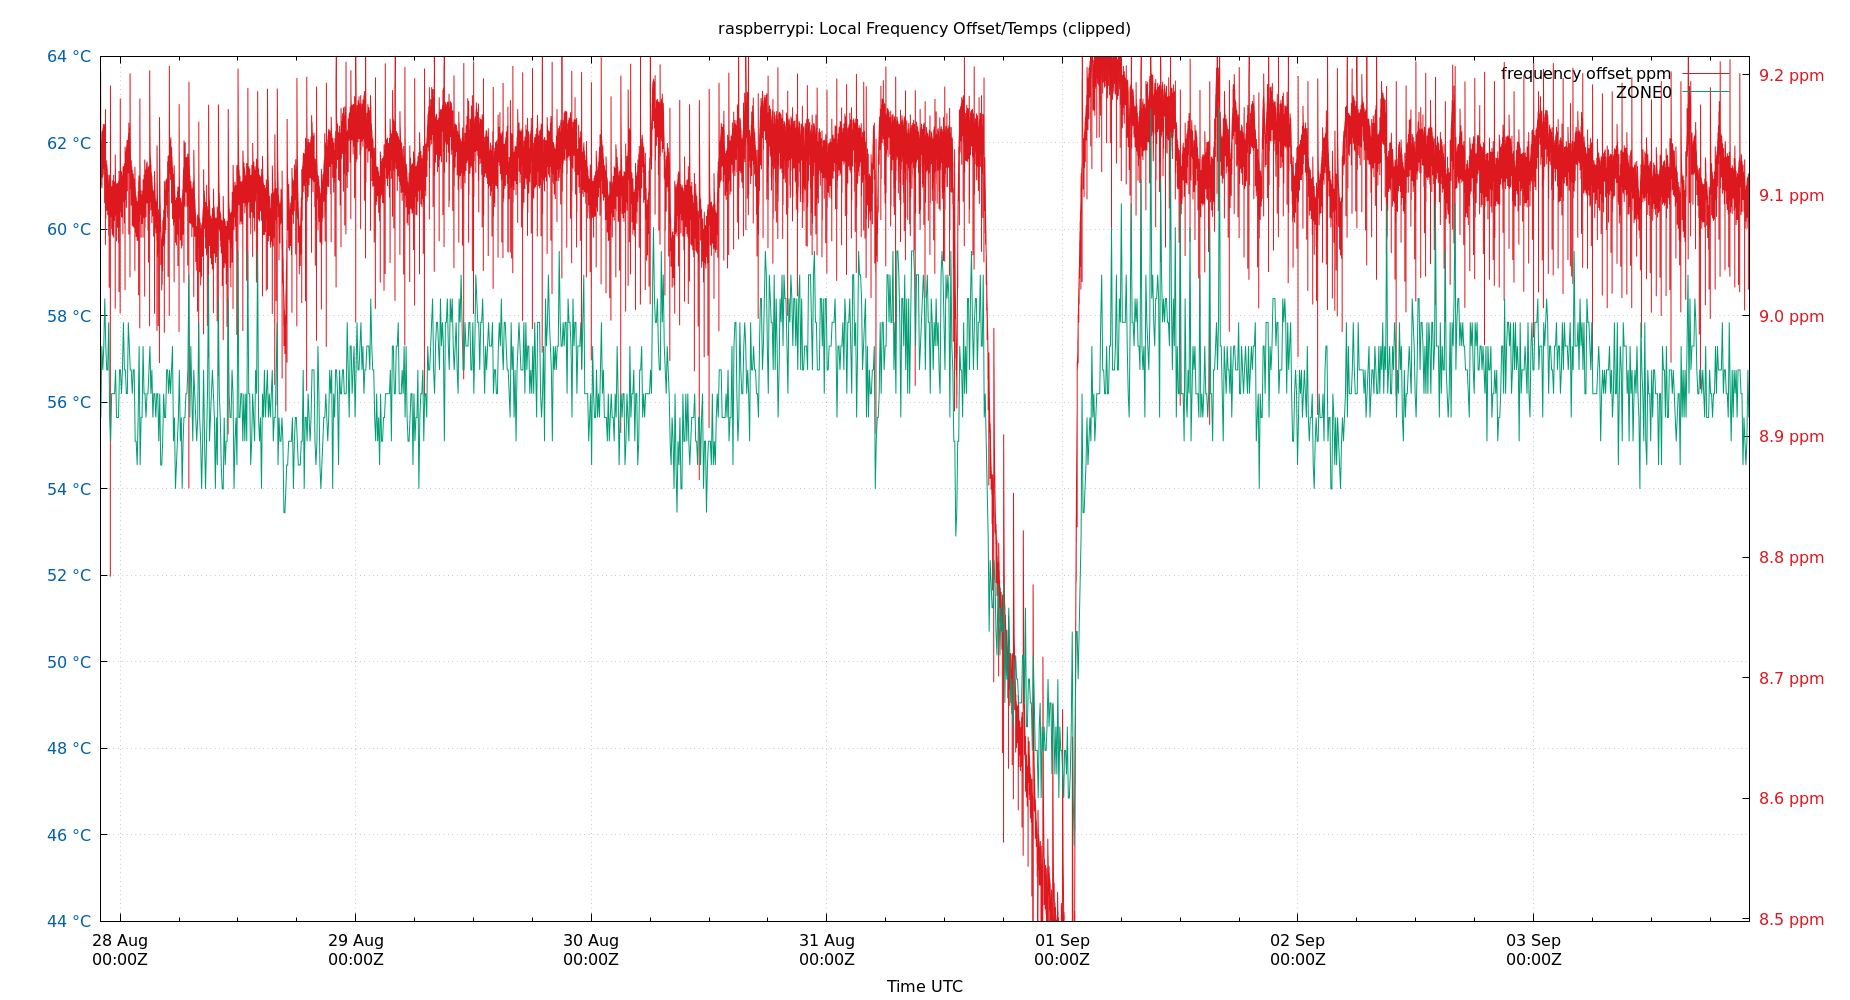 raspberrypi: Local Frequency Offset/Temps (clipped)
64 °C
62 °C
60 °C
58 °C
56 °C
54 °C
52 °C
50 °C
48 °C
46 °C
44 °C
frequency offset ppm
ZONE0
9.2 ppm
9.1 ppm
9.0 ppm
8.9 ppm
8.8 ppm
8.7 ppm
8.6 ppm
8.5 ppm
28 Aug
00:00Z
29 Aug
00:00Z
30 Aug
00:00Z
31 Aug
00:00Z
01 Sep
00:00Z
02 Sep
00:00Z
03 Sep
00:00Z
Time UTC